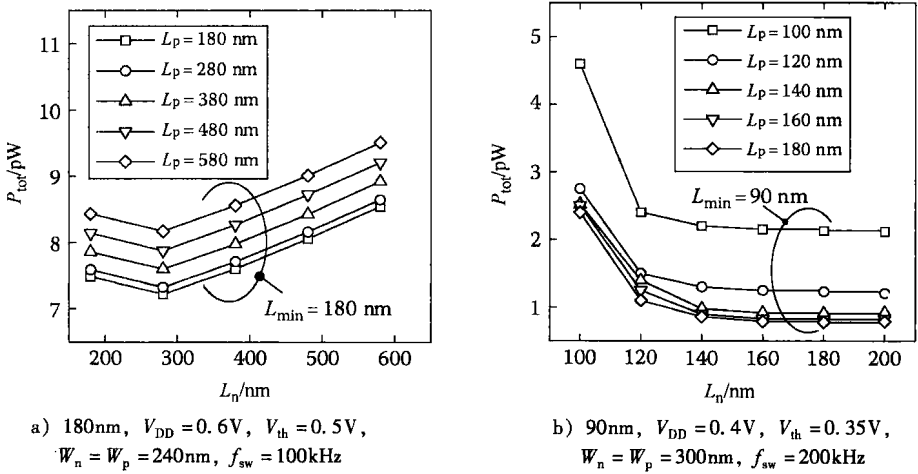 11
10
9
8
7
P_tot/pW
L_p = 180 nm
L_p = 280 nm
L_p = 380 nm
L_p = 480 nm
L_p = 580 nm
L_min = 180 nm
200 300 400 500 600
L_n/nm
a) 180nm, V_DD = 0.6V, V_th = 0.5V,
W_n = W_p = 240nm, f_sw = 100kHz
5
4
3
2
1
P_tot/pW
L_p = 100 nm
L_p = 120 nm
L_p = 140 nm
L_p = 160 nm
L_p = 180 nm
L_min = 90 nm
100 120 140 160 180 200
L_n/nm
b) 90nm, V_DD = 0.4V, V_th = 0.35V,
W_n = W_p = 300nm, f_sw = 200kHz